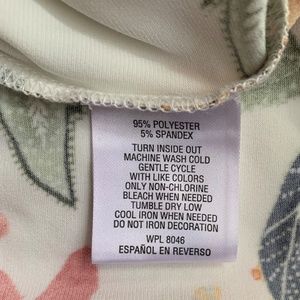 95% POLYESTER
5% SPANDEX
TURN INSIDE OUT
MACHINE WASH COLD
GENTLE CYCLE
WITH LIKE COLORS
ONLY NON-CHLORINE
BLEACH WHEN NEEDED
TUMBLE DRY LOW
COOL IRON WHEN NEEDED
DO NOT IRON DECORATION
WPL 8046
ESPAÑOL EN REVERSO